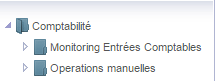 Comptabilité
Monitoring Entrées Comptables
Operations manuelles